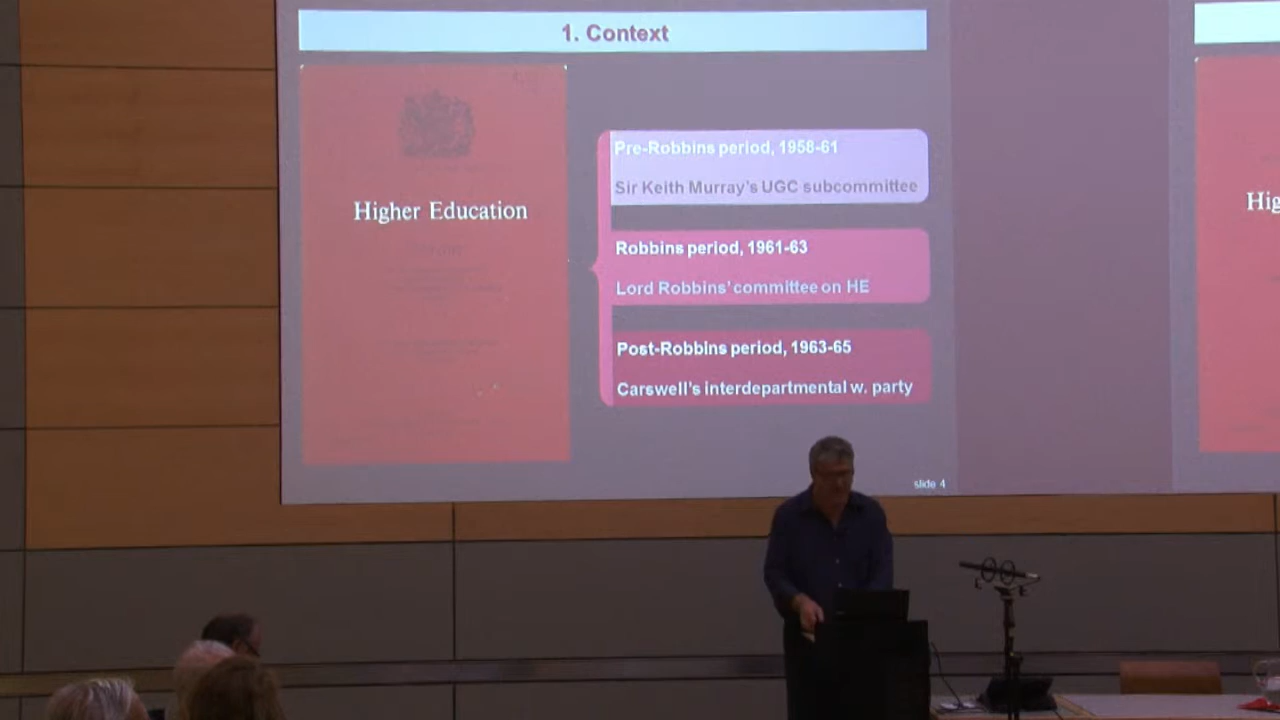 1. Context
Higher Education
Pre-Robbins period, 1958-61
Sir Keith Murray's UGC subcommittee
Robbins period, 1961-63
Lord Robbins' committee on HE
Post-Robbins period, 1963-65
Carswell's interdepartmental w. party
slide 4
Hig